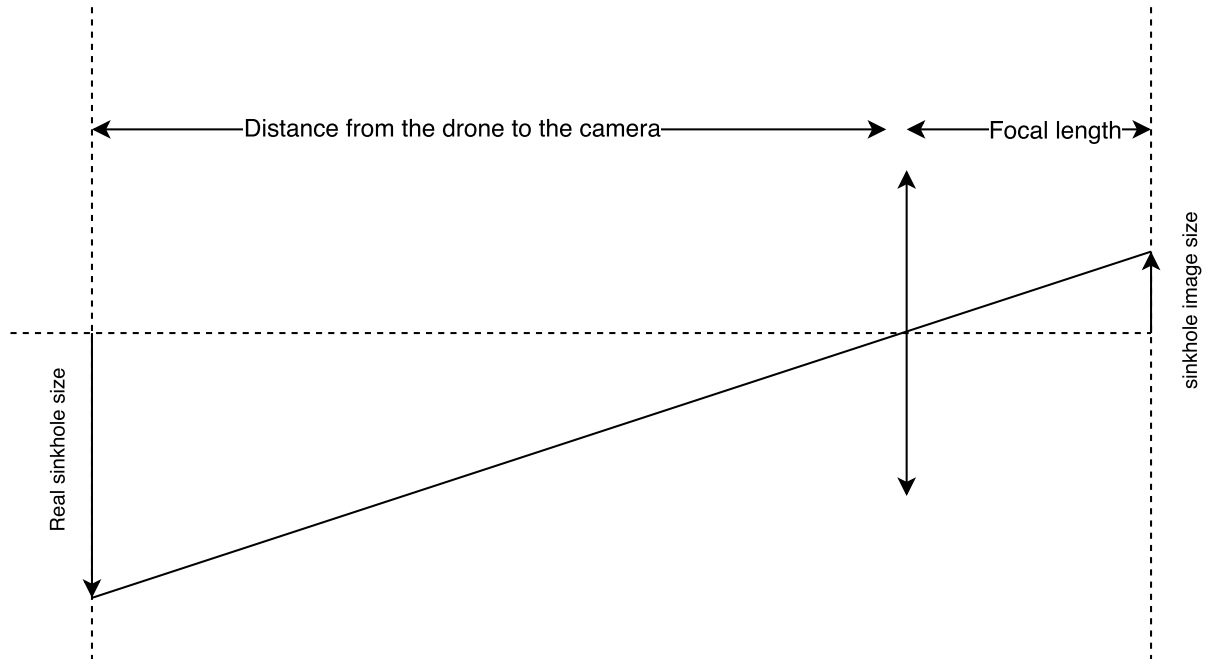 Distance from the drone to the camera
Focal length
Real sinkhole size
sinkhole image size